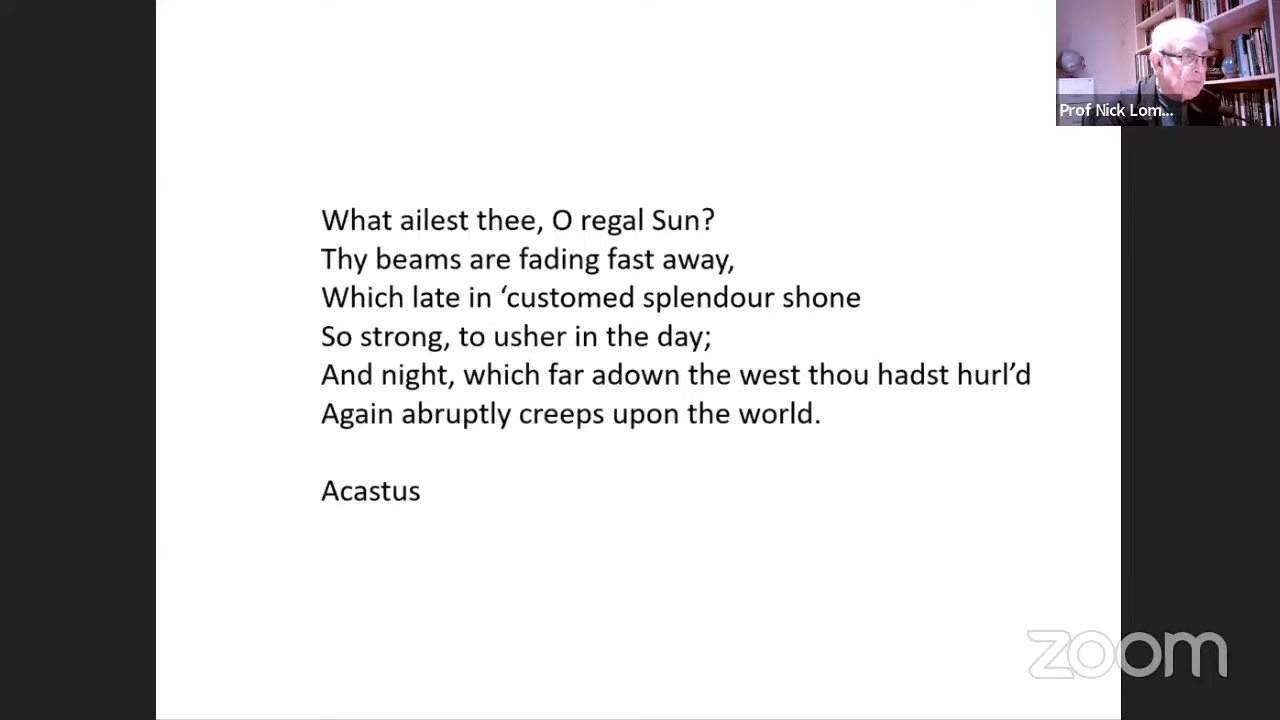 Prof Nick Lom...
What ailest thee, O regal Sun?
Thy beams are fading fast away,
Which late in ‘customed splendour shone
So strong, to usher in the day;
And night, which far adown the west thou hadst hurl’d
Again abruptly creeps upon the world.
Acastus
zoom